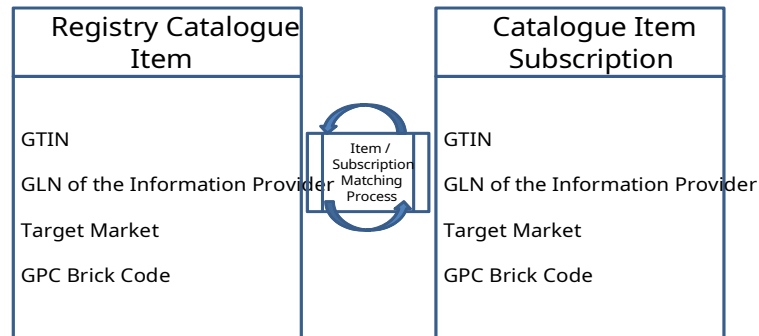 Registry Catalogue
Item
GTIN
GLN of the Information Provider
Target Market
GPC Brick Code
Item /
Subscription
Matching
Process
Catalogue Item
Subscription
GTIN
GLN of the Information Provider
Target Market
GPC Brick Code